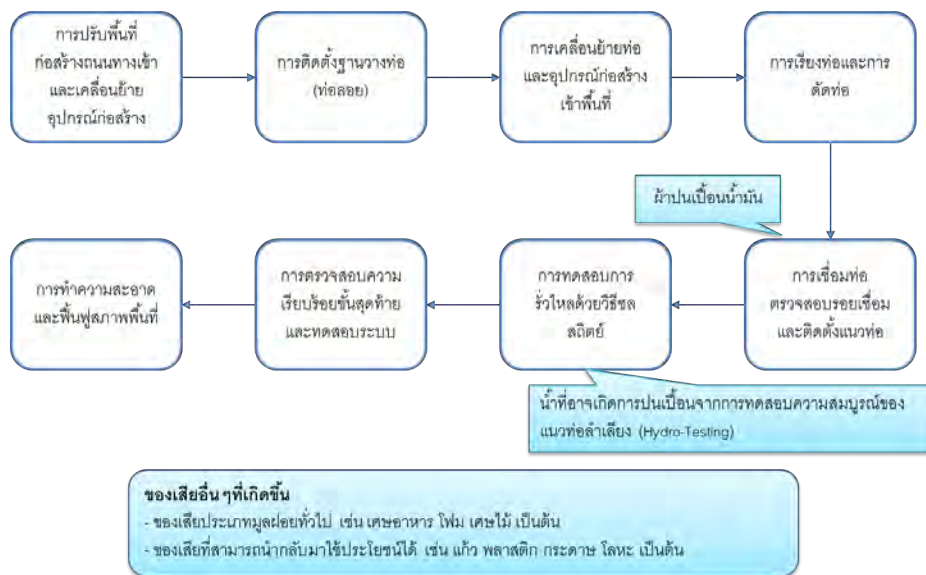 การปรับพื้นที่
ก่อสร้างถนนทางเข้า
และเคลื่อนย้าย
อุปกรณ์ก่อสร้าง
การติดตั้งฐานวางท่อ
(ท่อลอย)
การเคลื่อนย้ายท่อ
และอุปกรณ์ก่อสร้าง
เข้าพื้นที่
การเรียงท่อและการ
ดัดท่อ
ผ้าปนเปื้อนน้ำมัน
การเชื่อมท่อ
ตรวจสอบรอยเชื่อม
และติดตั้งแนวท่อ
การทดสอบการ
รั่วไหลด้วยวิธีชล
สถิตย์
การตรวจสอบความ
เรียบร้อยขั้นสุดท้าย
และทดสอบระบบ
การทำความสะอาด
และฟื้นฟูสภาพพื้นที่
น้ำที่อาจเกิดการปนเปื้อนจากการทดสอบความสมบูรณ์ของ
แนวท่อลำเลียง (Hydro-Testing)
ของเสียอื่นๆที่เกิดขึ้น
- ของเสียประเภทมูลฝอยทั่วไป เช่น เศษอาหาร โฟม เศษไม้ เป็นต้น
- ของเสียที่สามารถนำกลับมาใช้ประโยชน์ได้ เช่น แก้ว พลาสติก กระดาษ โลหะ เป็นต้น